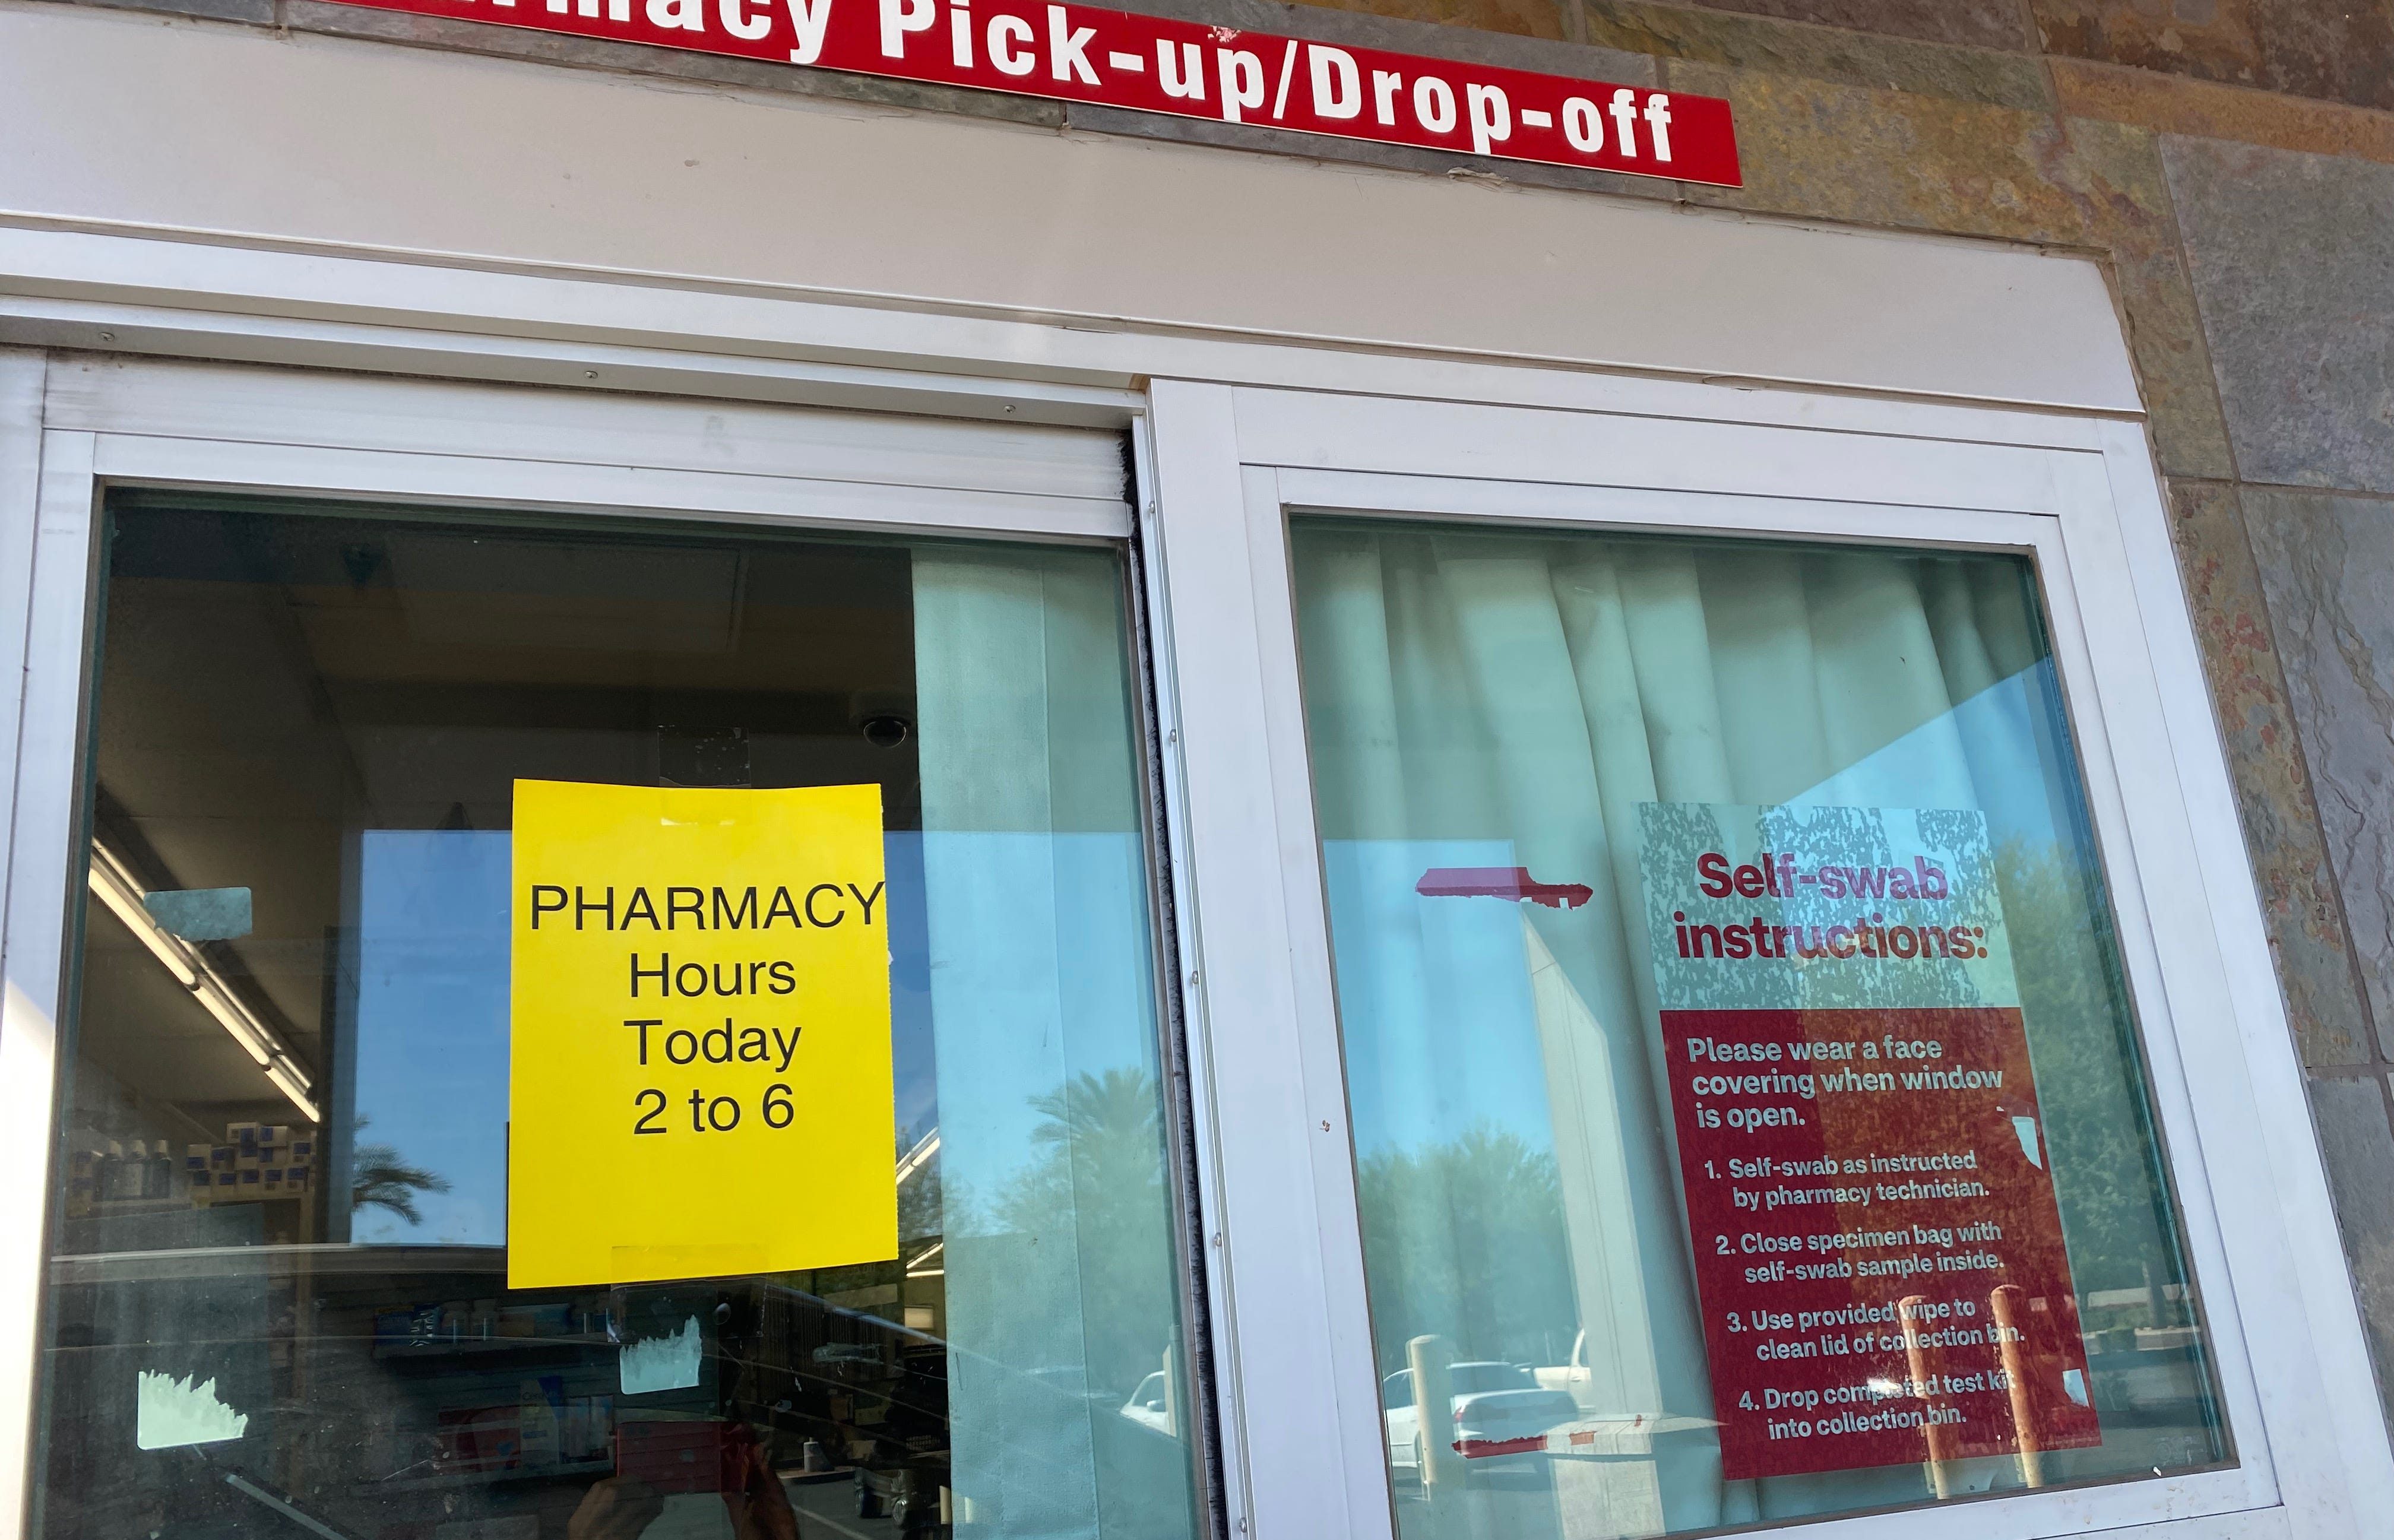 rmacy Pick-up/Drop-off
PHARMACY
Hours
Today
2 to 6
Self-swab
instructions:
Please wear a face
covering when window
is open.
1. Self-swab as instructed
by pharmacy technician.
2. Close specimen bag with
self-swab sample inside.
3. Use provided wipe to
clean lid of collection bin.
4. Drop completed test kit
into collection bin.